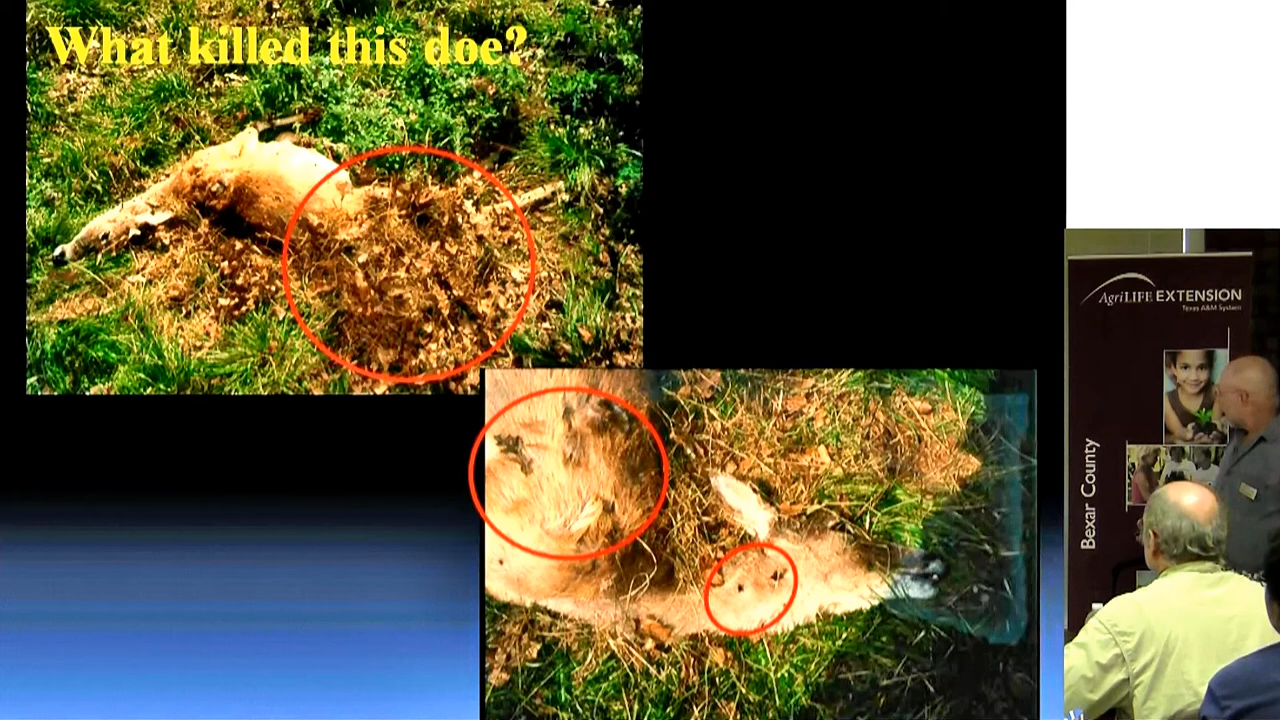 What killed this doe?
AgriLIFE EXTENSION
Texas A&M System
Bexar County